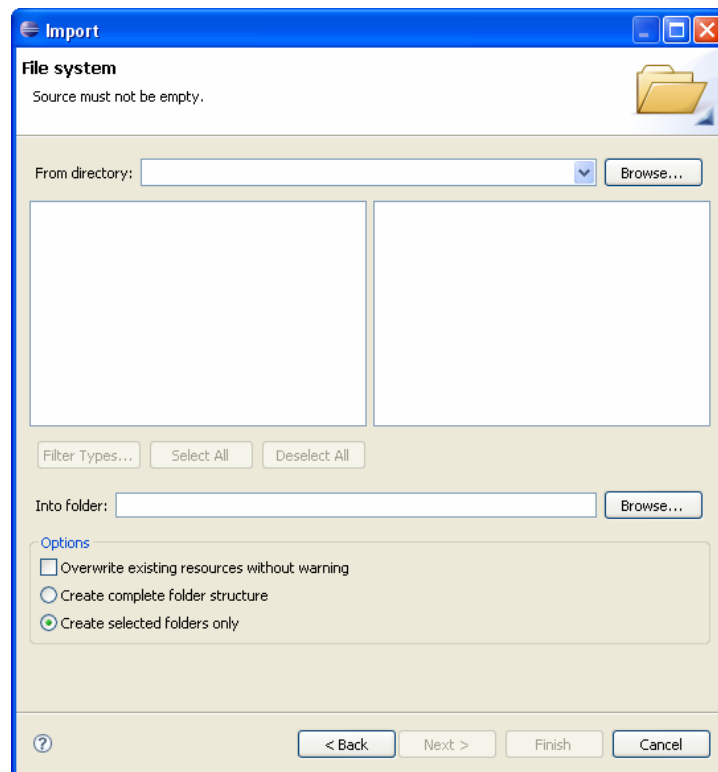 Import
File system
Source must not be empty.
From directory: Browse...
Filter Types... Select All Deselect All
Into folder: Browse...
Options
Overwrite existing resources without warning
Create complete folder structure
Create selected folders only
? < Back Next > Finish Cancel